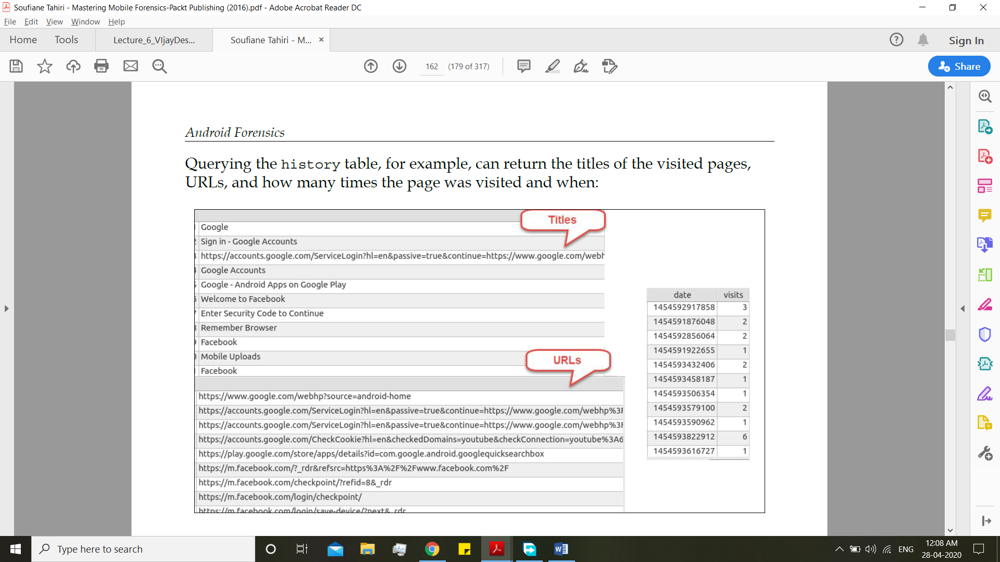 Soufiane Tahiri - Mastering Mobile Forensics-Packt Publishing (2016).pdf - Adobe Acrobat Reader DC
File Edit View Window Help
Home Tools Lecture_6_VIjayDes... Soufiane Tahiri - M... ×
Sign In
162 (179 of 317)
Share
Android Forensics
Querying the history table, for example, can return the titles of the visited pages,
URLs, and how many times the page was visited and when:
Titles
Google
Sign in - Google Accounts
https://accounts.google.com/ServiceLogin?hl=en&passive=true&continue=https://www.google.com/webh
Google Accounts
Google - Android Apps on Google Play
Welcome to Facebook
Enter Security Code to Continue
Remember Browser
Facebook
Mobile Uploads
Facebook
URLs
https://www.google.com/webhp?source=android-home
https://accounts.google.com/ServiceLogin?hl=en&passive=true&continue=https://www.google.com/webhp%3F
https://accounts.google.com/ServiceLogin?hl=en&passive=true&continue=https://www.google.com/webhp%3F
https://accounts.google.com/CheckCookie?hl=en&checkedDomains=youtube&checkConnection=youtube%3A6
https://play.google.com/store/apps/details?id=com.google.android.googlequicksearchbox
https://m.facebook.com/?_rdr&refsrc=https%3A%2F%2Fwww.facebook.com%2F
https://m.facebook.com/checkpoint/?refid=8&_rdr
https://m.facebook.com/login/checkpoint/
https://m.facebook.com/login/save-device/?next&_rdr
date visits
1454592917858 3
1454591876048 2
1454592856064 2
1454591922655 1
1454593432406 2
1454593458187 1
1454593506354 1
1454593579100 2
1454593590962 1
1454593822912 6
1454593616727 1
Type here to search
ENG
12:08 AM
28-04-2020